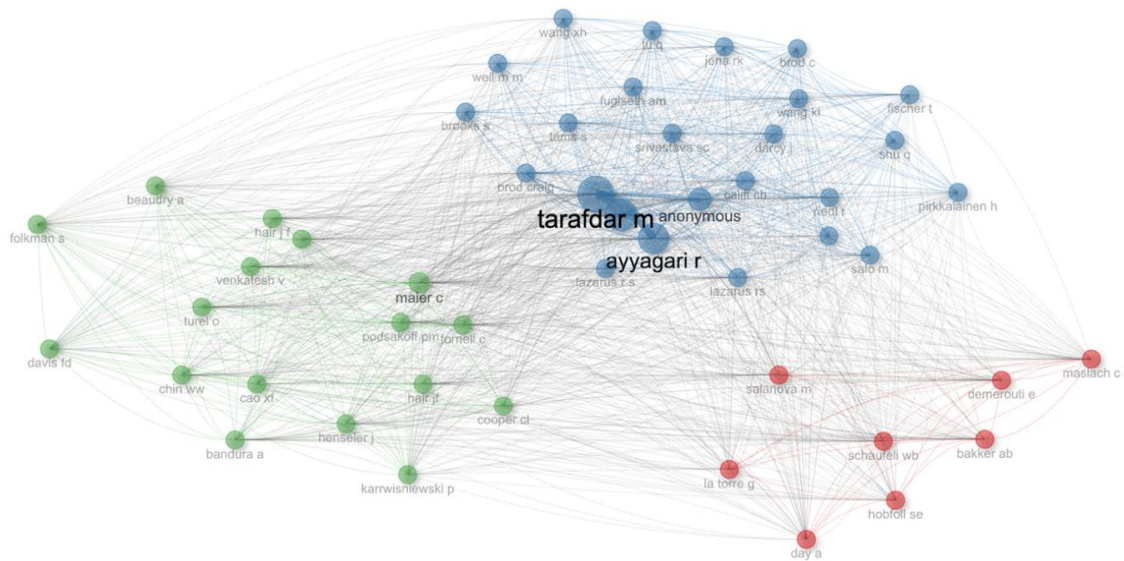 wang xh
tu q
jena rk
brod c
weil m m
fuglseth am
wang kl
fischer t
brooks s
tams s
srivastava sc
darcy j
shu q
brod craig
califf cb
pirkkalainen h
beaudry a
tarafdar m
anonymous
hair j f
folkman s
ayyagari r
salo m
venkatesh v
lazarus r s
lazarus rs
maier c
turel o
podsakoff pm
fornell c
davis fd
maslach c
chin ww
cao xf
hair jf
salanova m
demerouti e
cooper cl
henseler j
bandura a
schaufeli wb
bakker ab
karrwisniewski p
la torre g
hobfoll se
day a